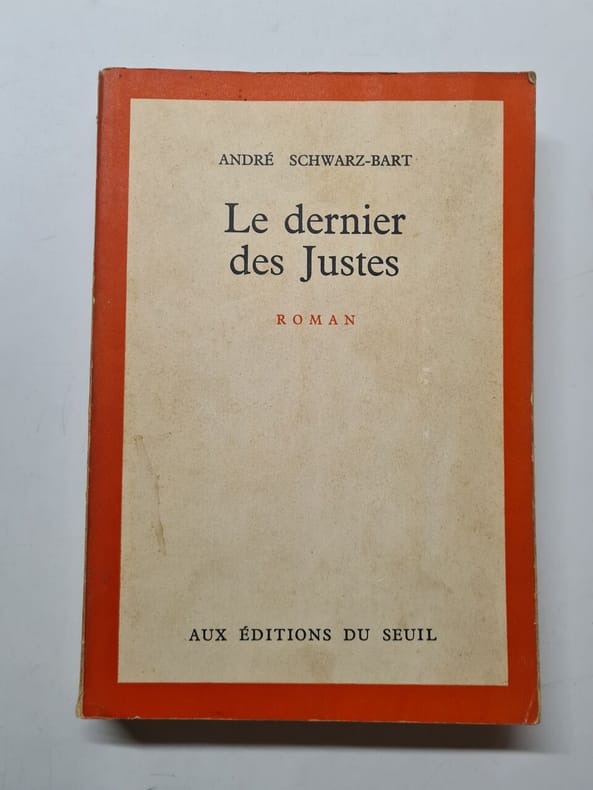 ANDRÉ SCHWARZ-BART
Le dernier
des Justes
ROMAN
AUX ÉDITIONS DU SEUIL